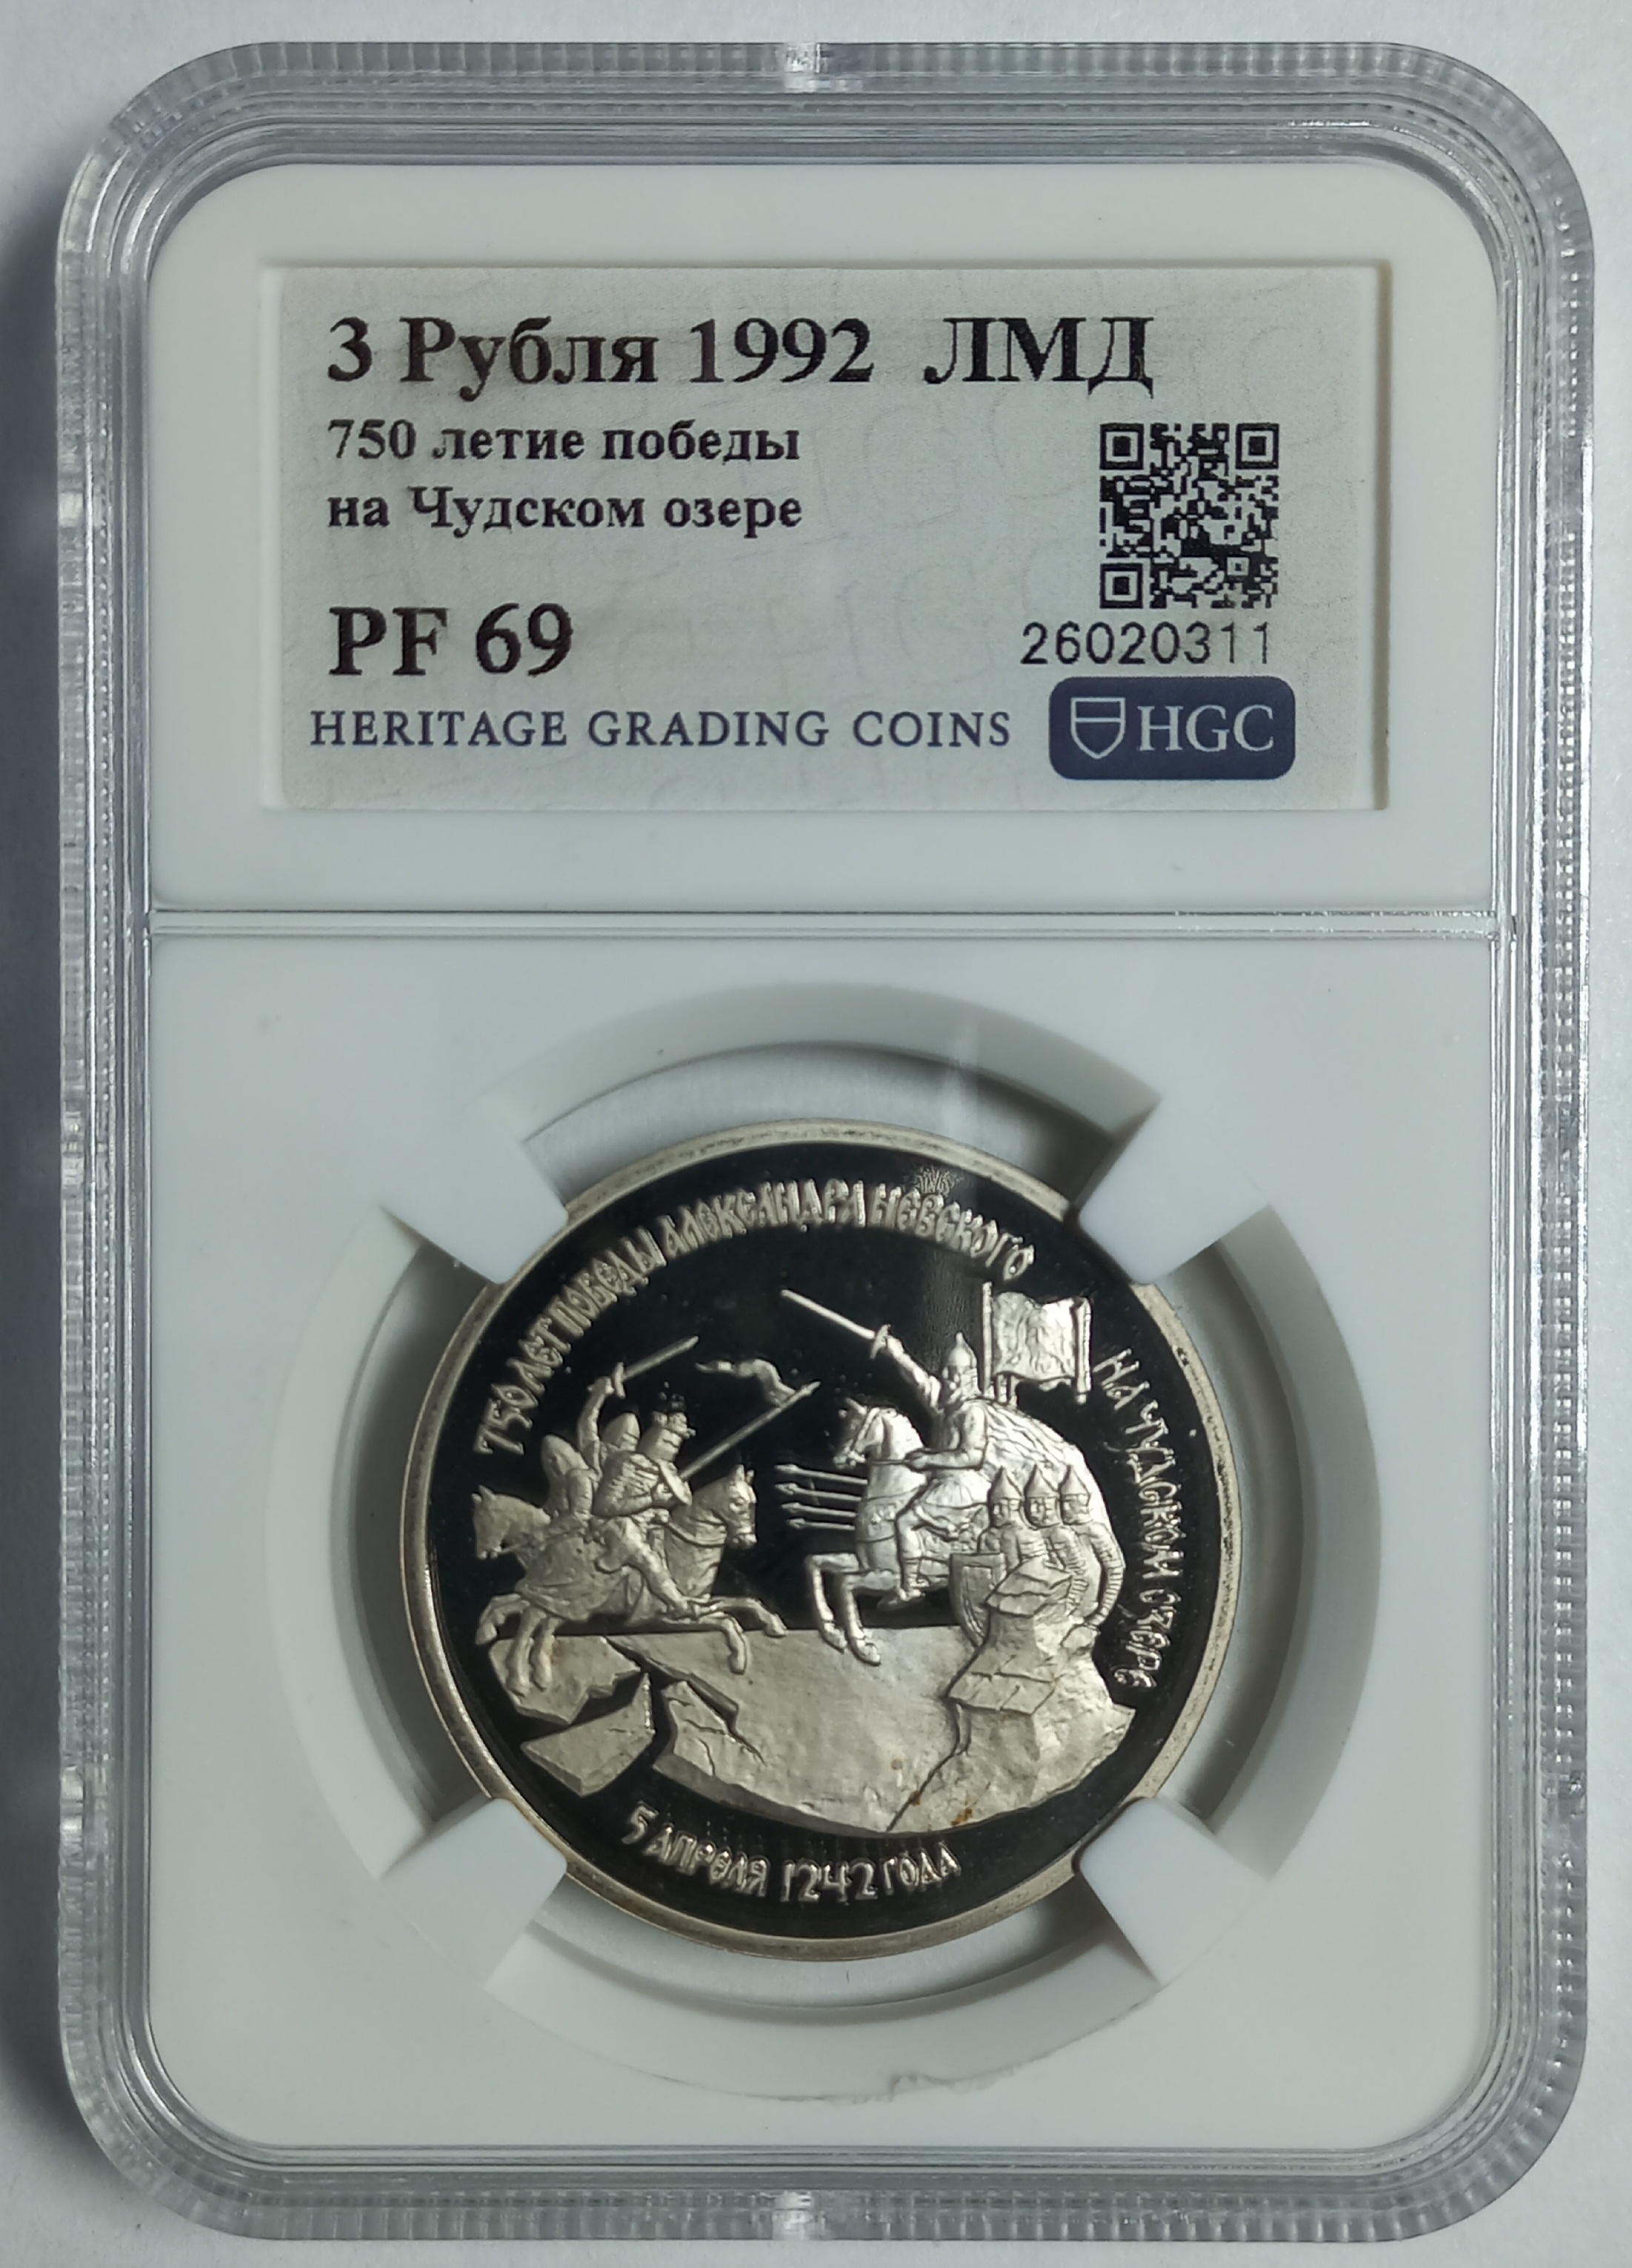 3 Рубля 1992 ЛМД
750 летие победы
на Чудском озере
PF 69
26020311
HERITAGE GRADING COINS
HGC
750 ЛЕТ ПОБЕДЫ АЛЕКСАНДРА НЕВСКОГО
НА ЧУДСКОМ ОЗЕРЕ
5 АПРЕЛЯ 1242 ГОДА